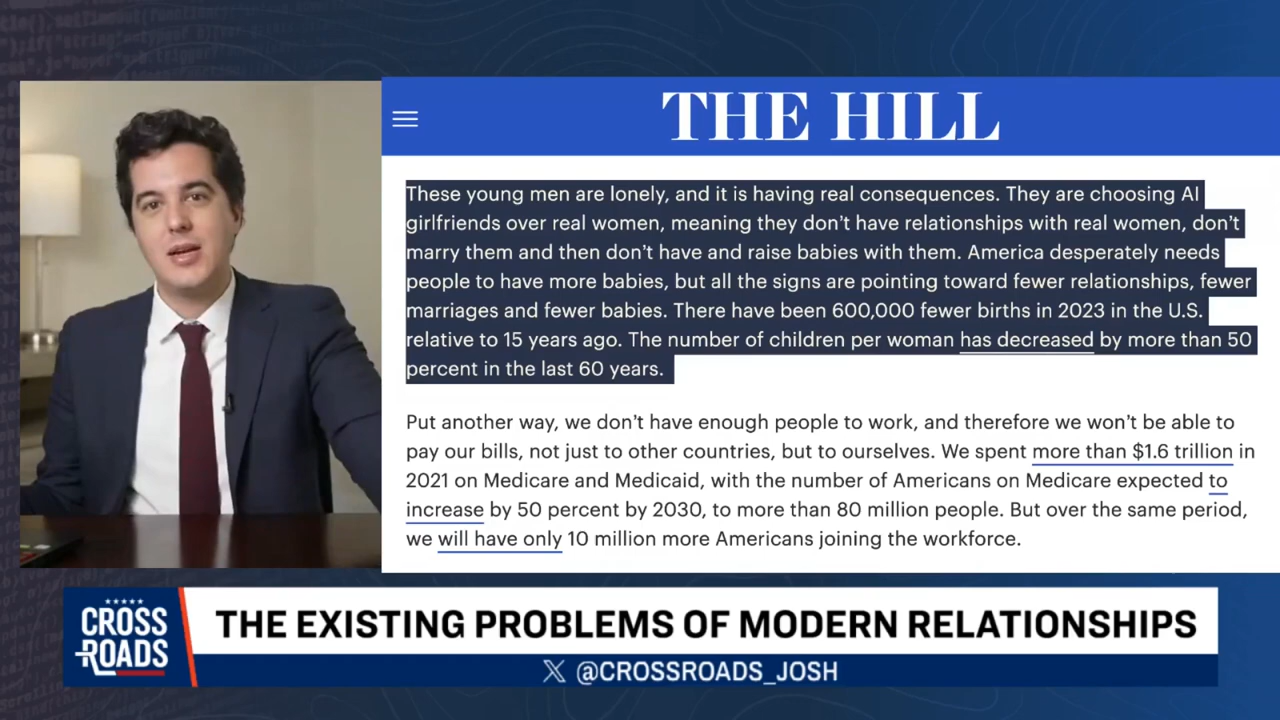 THE HILL
These young men are lonely, and it is having real consequences. They are choosing AI
girlfriends over real women, meaning they don't have relationships with real women, don't
marry them and then don't have and raise babies with them. America desperately needs
people to have more babies, but all the signs are pointing toward fewer relationships, fewer
marriages and fewer babies. There have been 600,000 fewer births in 2023 in the U.S.
relative to 15 years ago. The number of children per woman has decreased by more than 50
percent in the last 60 years.
Put another way, we don't have enough people to work, and therefore we won't be able to
pay our bills, not just to other countries, but to ourselves. We spent more than $1.6 trillion in
2021 on Medicare and Medicaid, with the number of Americans on Medicare expected to
increase by 50 percent by 2030, to more than 80 million people. But over the same period,
we will have only 10 million more Americans joining the workforce.
CROSS
ROADS
THE EXISTING PROBLEMS OF MODERN RELATIONSHIPS
X @CROSSROADS_JOSH